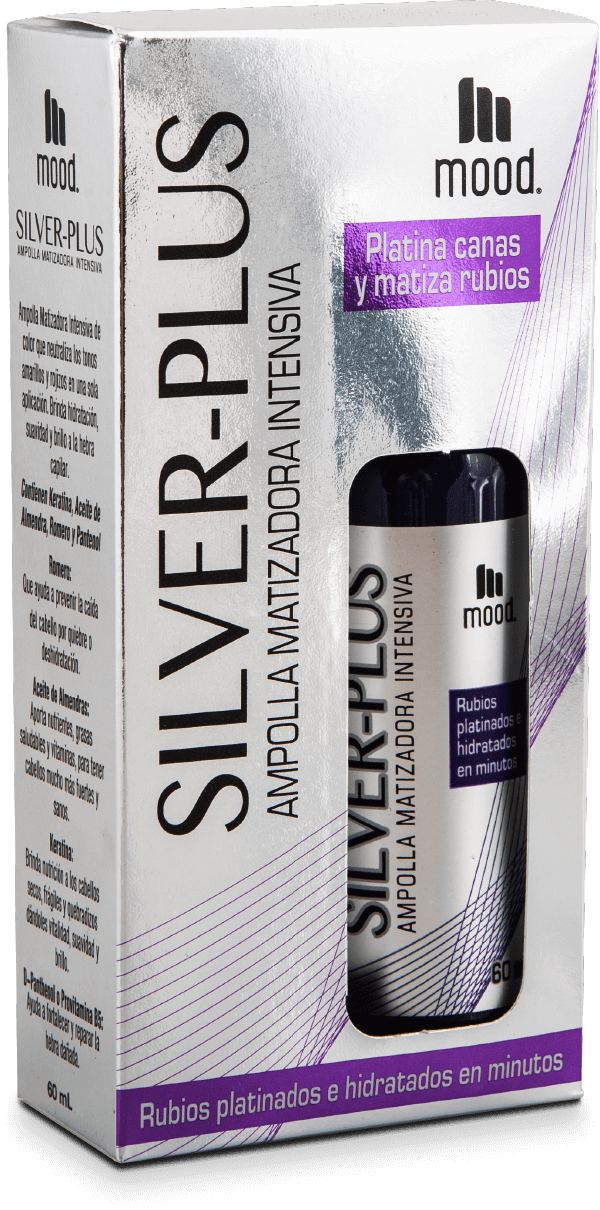 mood.
SILVER-PLUS
AMPOLLA MATIZADORA INTENSIVA
Ampolla Matizadora Intensiva de
color que neutraliza los tonos
amarillos y rojizos en una sola
aplicación. Brinda hidratación,
suavidad y brillo a la hebra
capilar.
Contienen Keratina, Aceite de
Almendra, Romero y Pantenol
Romero:
Que ayuda a prevenir la caída
del cabello por quiebre o
deshidratación.
Aceite de Almendras:
Aporta nutrientes, grasas
saludables y vitaminas, para tener
cabellos mucho más fuertes y
sanos.
Keratina:
Brinda nutrición a los cabellos
secos, frágiles y quebradizos
dándoles vitalidad, suavidad y
brillo.
D-Panthenol o Provitamina B5:
Ayuda a fortalecer y reparar la
hebra dañada.
60 mL
SILVER-PLUS
AMPOLLA MATIZADORA INTENSIVA
mood.
Platina canas
y matiza rubios
SILVER-PLUS
AMPOLLA MATIZADORA INTENSIVA
mood.
Rubios
platinados e
hidratados
en minutos
60
Rubios platinados e hidratados en minutos